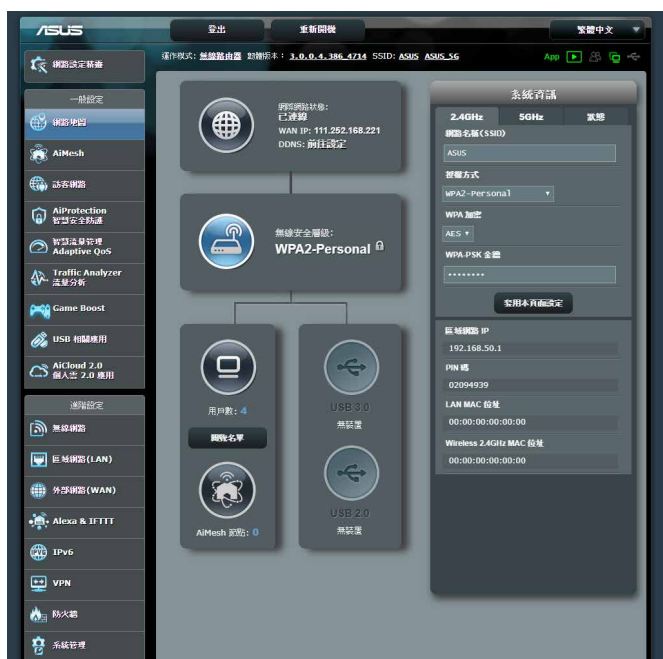 ASUS
登出
重新開機
繁體中文
運作模式: 無線路由器 韌體版本: 3.0.0.4.386_4714 SSID: ASUS ASUS_5G
App
網路設定精靈
一般設定
網路地圖
AiMesh
訪客網路
AiProtection
智慧安全防護
智慧流量管理
Adaptive QoS
Traffic Analyzer
流量分析
Game Boost
USB 相關應用
AiCloud 2.0
個人雲 2.0 應用
進階設定
無線網路
區域網路(LAN)
外部網路(WAN)
Alexa & IFTTT
IPv6
VPN
防火牆
系統管理
網際網路狀態:
已連線
WAN IP: 111.252.168.221
DDNS: 前往設定
無線安全層級:
WPA2-Personal
用戶數: 4
開啟名單
AiMesh 節點: 0
USB 3.0
無裝置
USB 2.0
無裝置
系統資訊
2.4GHz
5GHz
狀態
網路名稱(SSID)
ASUS
授權方式
WPA2-Personal
WPA 加密
AES
WPA-PSK 金鑰
········
套用本頁面設定
區域網路 IP
192.168.50.1
PIN 碼
02094939
LAN MAC 位址
00:00:00:00:00:00
Wireless 2.4GHz MAC 位址
00:00:00:00:00:00